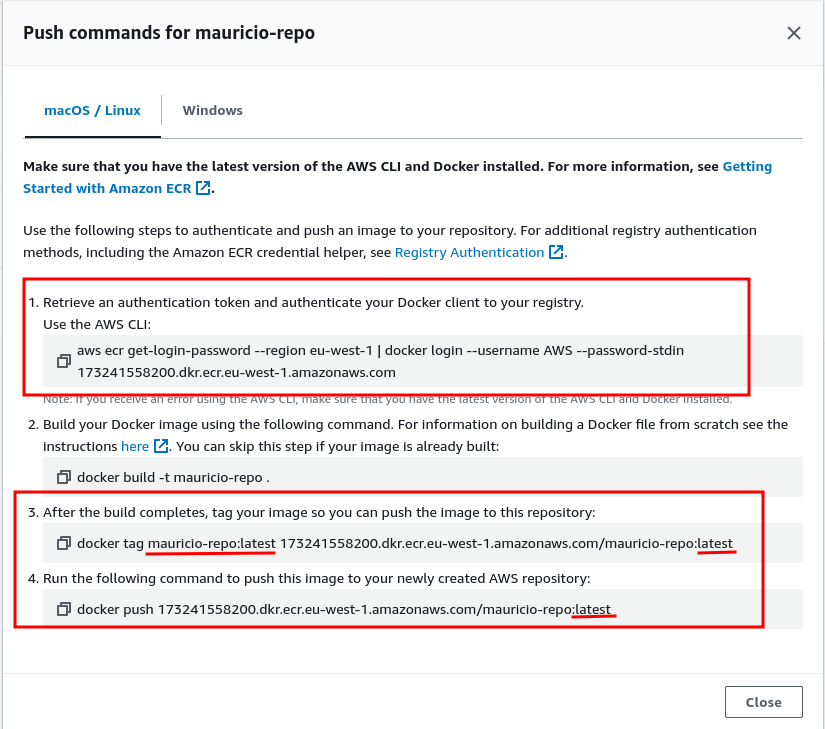 Push commands for mauricio-repo
macOS / Linux
Windows
Make sure that you have the latest version of the AWS CLI and Docker installed. For more information, see Getting
Started with Amazon ECR.
Use the following steps to authenticate and push an image to your repository. For additional registry authentication
methods, including the Amazon ECR credential helper, see Registry Authentication.
1. Retrieve an authentication token and authenticate your Docker client to your registry.
Use the AWS CLI:
aws ecr get-login-password --region eu-west-1 | docker login --username AWS --password-stdin
173241558200.dkr.ecr.eu-west-1.amazonaws.com
Note: If you receive an error using the AWS CLI, make sure that you have the latest version of the AWS CLI and Docker installed.
2. Build your Docker image using the following command. For information on building a Docker file from scratch see the
instructions here. You can skip this step if your image is already built:
docker build -t mauricio-repo .
3. After the build completes, tag your image so you can push the image to this repository:
docker tag mauricio-repo:latest 173241558200.dkr.ecr.eu-west-1.amazonaws.com/mauricio-repo:latest
4. Run the following command to push this image to your newly created AWS repository:
docker push 173241558200.dkr.ecr.eu-west-1.amazonaws.com/mauricio-repo:latest
Close